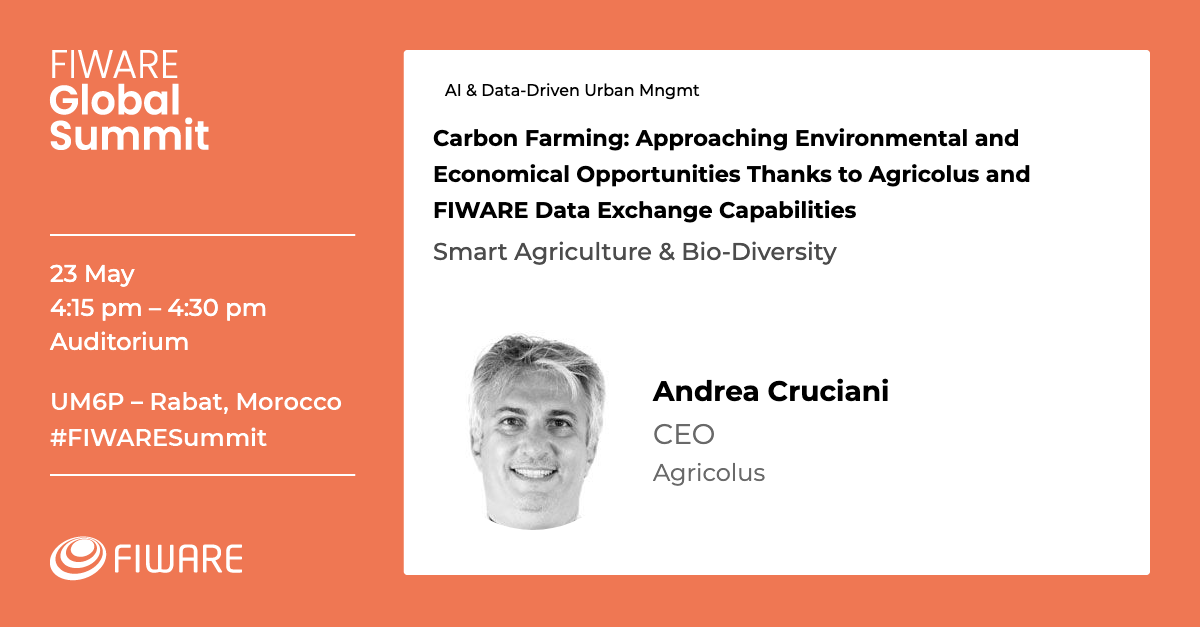 FIWARE
Global
Summit
23 May
4:15 pm – 4:30 pm
Auditorium
UM6P – Rabat, Morocco
#FIWARESummit
FIWARE
AI & Data-Driven Urban Mngmt
Carbon Farming: Approaching Environmental and
Economical Opportunities Thanks to Agricolus and
FIWARE Data Exchange Capabilities
Smart Agriculture & Bio-Diversity
Andrea Cruciani
CEO
Agricolus